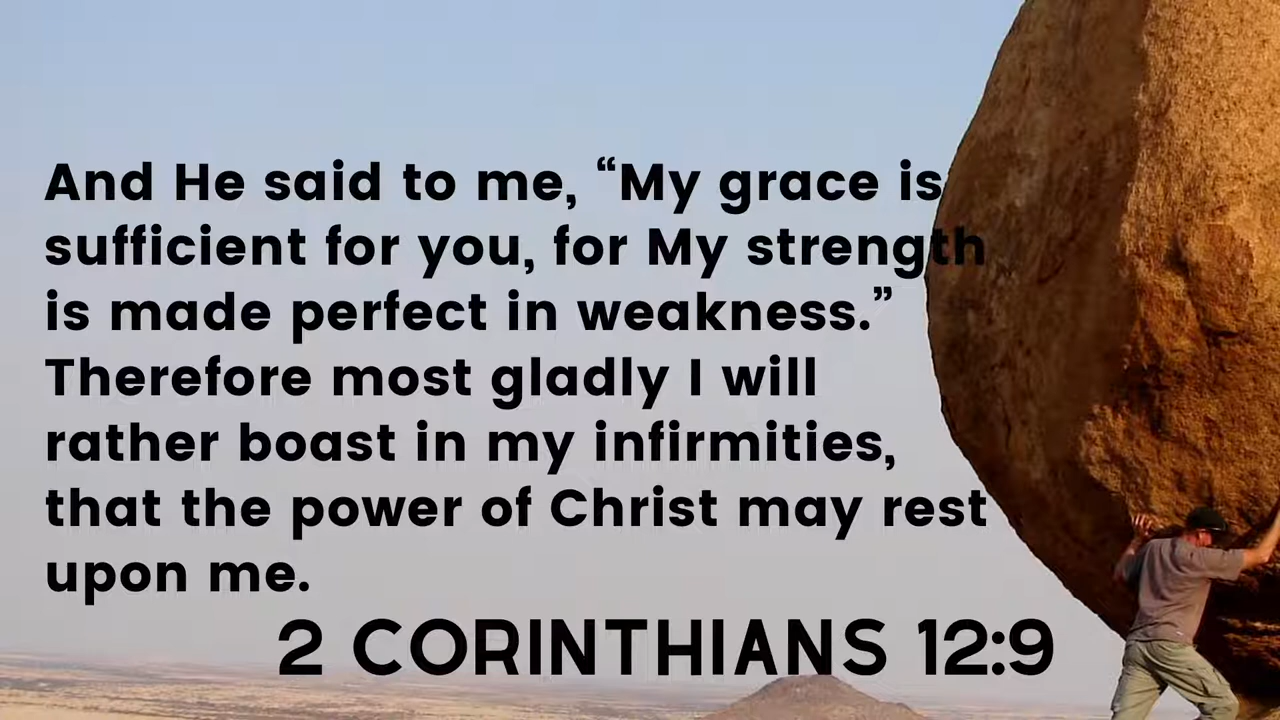 And He said to me, “My grace is
sufficient for you, for My strength
is made perfect in weakness.”
Therefore most gladly I will
rather boast in my infirmities,
that the power of Christ may rest
upon me.
2 CORINTHIANS 12:9